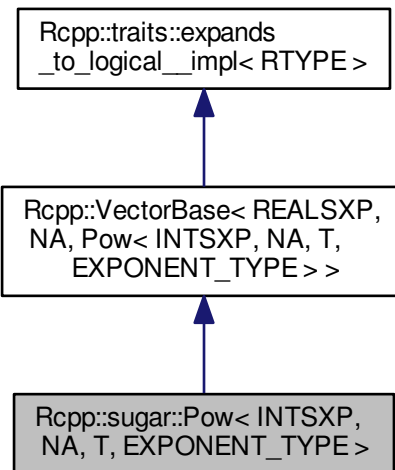 Rcpp::traits::expands
_to_logical__impl< RTYPE >
Rcpp::VectorBase< REALSXP,
NA, Pow< INTSXP, NA, T,
EXPONENT_TYPE > >
Rcpp::sugar::Pow< INTSXP,
NA, T, EXPONENT_TYPE >